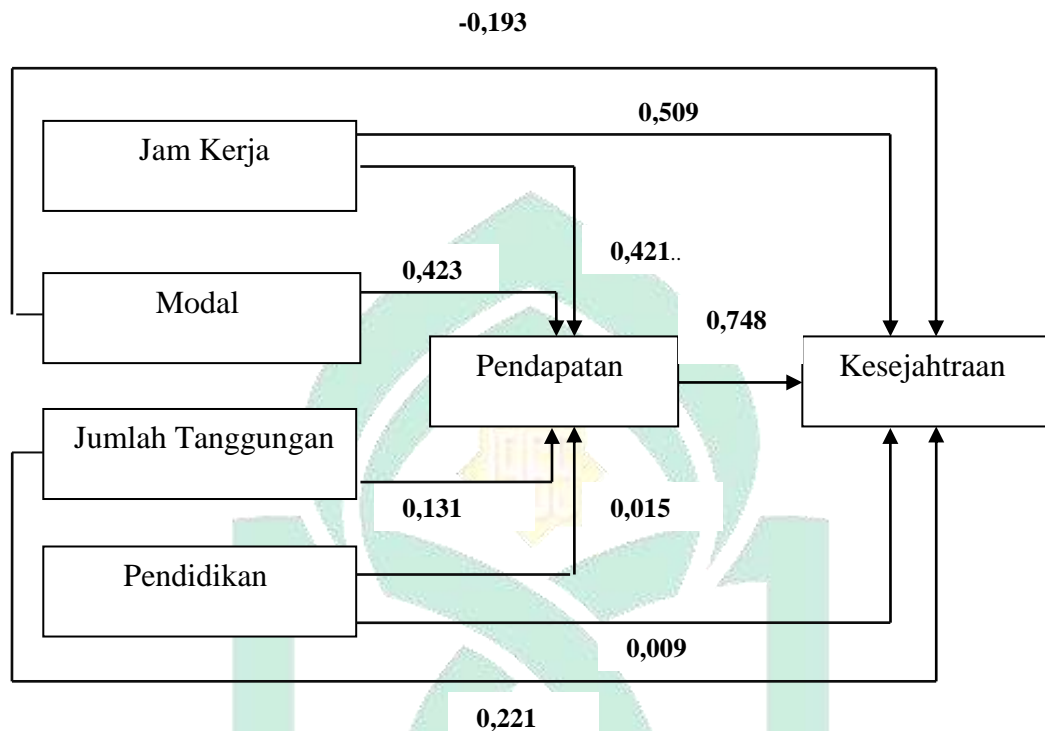 -0,193
0,509
Jam Kerja
0,421..
0,423
Modal
0,748
Pendapatan
Kesejahtraan
Jumlah Tanggungan
0,131
0,015
Pendidikan
0,009
0,221